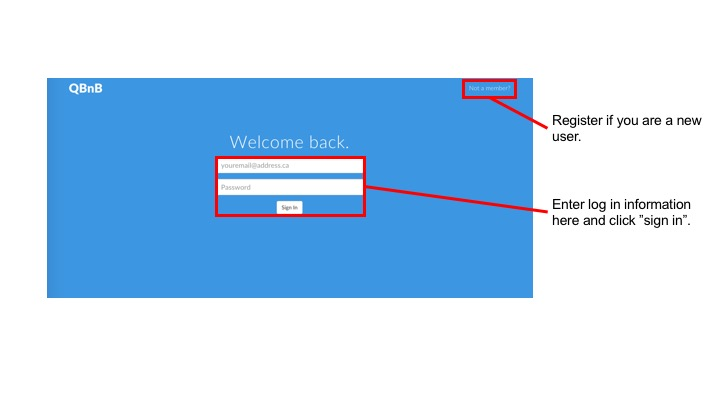 QBnB
Not a member?
Register if you are a new
user.
Welcome back.
youremail@address.ca
Password
Sign In
Enter log in information
here and click ”sign in”.